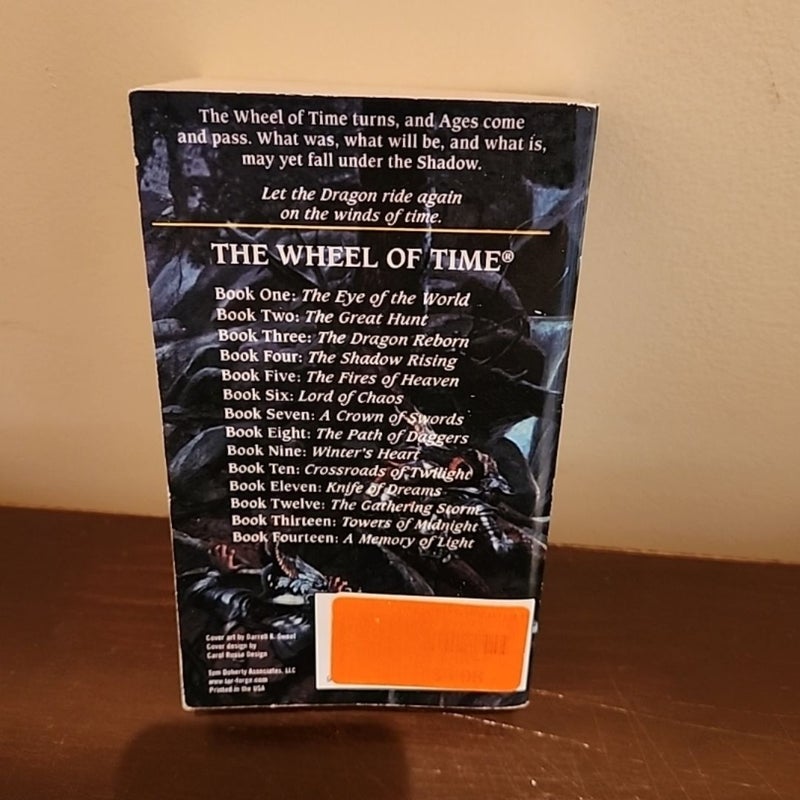 The Wheel of Time turns, and Ages come
and pass. What was, what will be, and what is,
may yet fall under the Shadow.
Let the Dragon ride again
on the winds of time.
THE WHEEL OF TIME®
Book One: The Eye of the World
Book Two: The Great Hunt
Book Three: The Dragon Reborn
Book Four: The Shadow Rising
Book Five: The Fires of Heaven
Book Six: Lord of Chaos
Book Seven: A Crown of Swords
Book Eight: The Path of Daggers
Book Nine: Winter's Heart
Book Ten: Crossroads of Twilight
Book Eleven: Knife of Dreams
Book Twelve: The Gathering Storm
Book Thirteen: Towers of Midnight
Book Fourteen: A Memory of Light
Cover art by Darrell K. Sweet
Cover design by
Carol Russo Design
Tom Doherty Associates, LLC
www.tor-forge.com
Printed in the USA